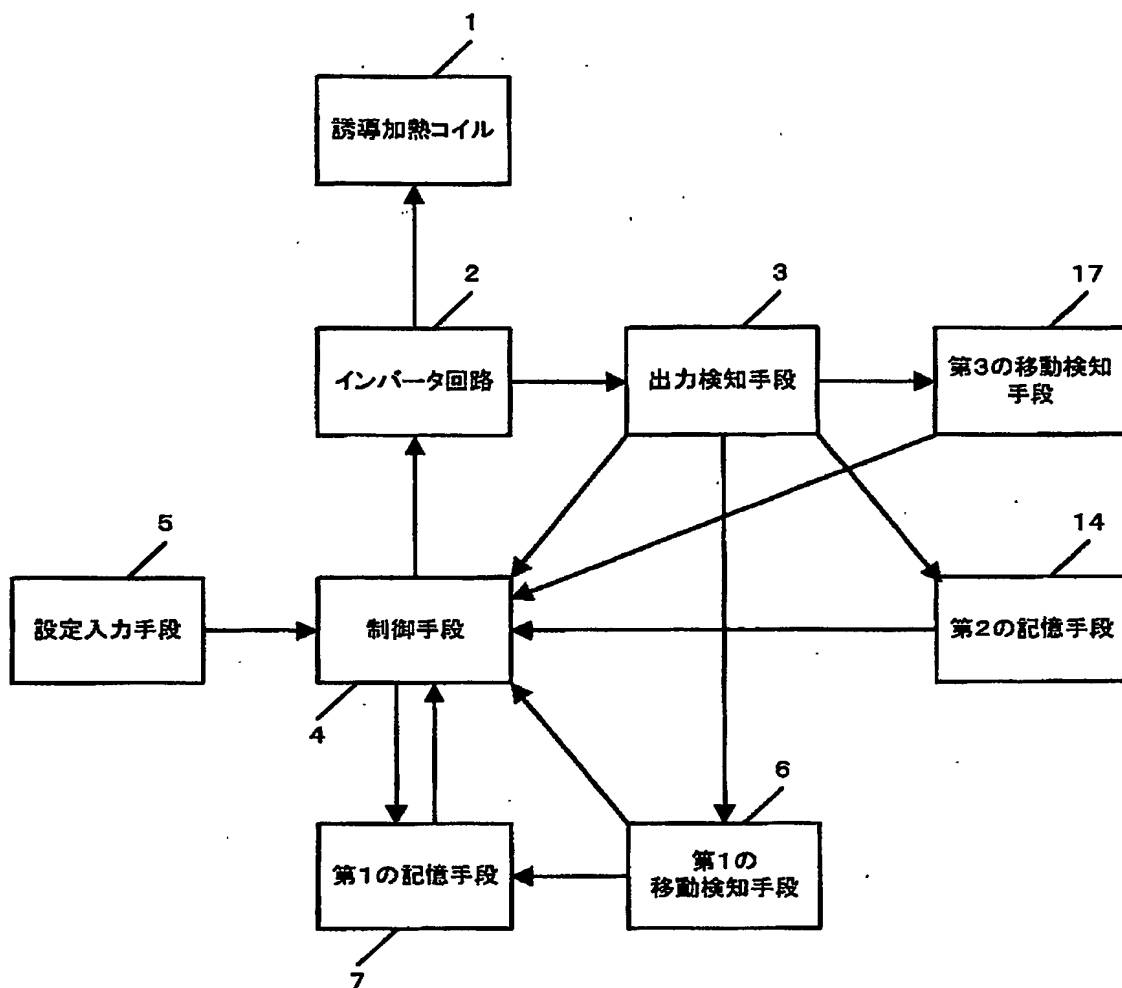 1
誘導加熱コイル
2
インバータ回路
3
出力検知手段
17
第3の移動検知
手段
5
設定入力手段
制御手段
4
14
第2の記憶手段
第1の記憶手段
7
6
第1の
移動検知手段